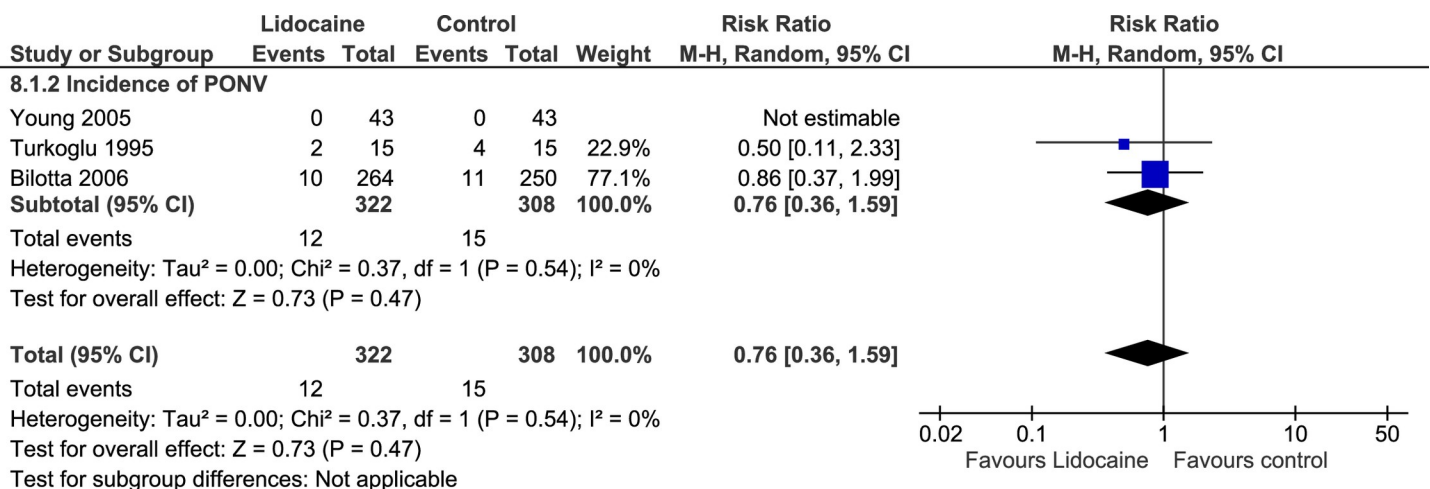 Lidocaine Control Risk Ratio Risk Ratio
Study or Subgroup Events Total Events Total Weight M-H, Random, 95% CI M-H, Random, 95% CI
8.1.2 Incidence of PONV
Young 2005 0 43 0 43 Not estimable
Turkoglu 1995 2 15 4 15 22.9% 0.50 [0.11, 2.33]
Bilotta 2006 10 264 11 250 77.1% 0.86 [0.37, 1.99]
Subtotal (95% CI) 322 308 100.0% 0.76 [0.36, 1.59]
Total events 12 15
Heterogeneity: Tau² = 0.00; Chi² = 0.37, df = 1 (P = 0.54); I² = 0%
Test for overall effect: Z = 0.73 (P = 0.47)
Total (95% CI) 322 308 100.0% 0.76 [0.36, 1.59]
Total events 12 15
Heterogeneity: Tau² = 0.00; Chi² = 0.37, df = 1 (P = 0.54); I² = 0%
Test for overall effect: Z = 0.73 (P = 0.47)
Test for subgroup differences: Not applicable
0.02 0.1 1 10 50
Favours Lidocaine Favours control